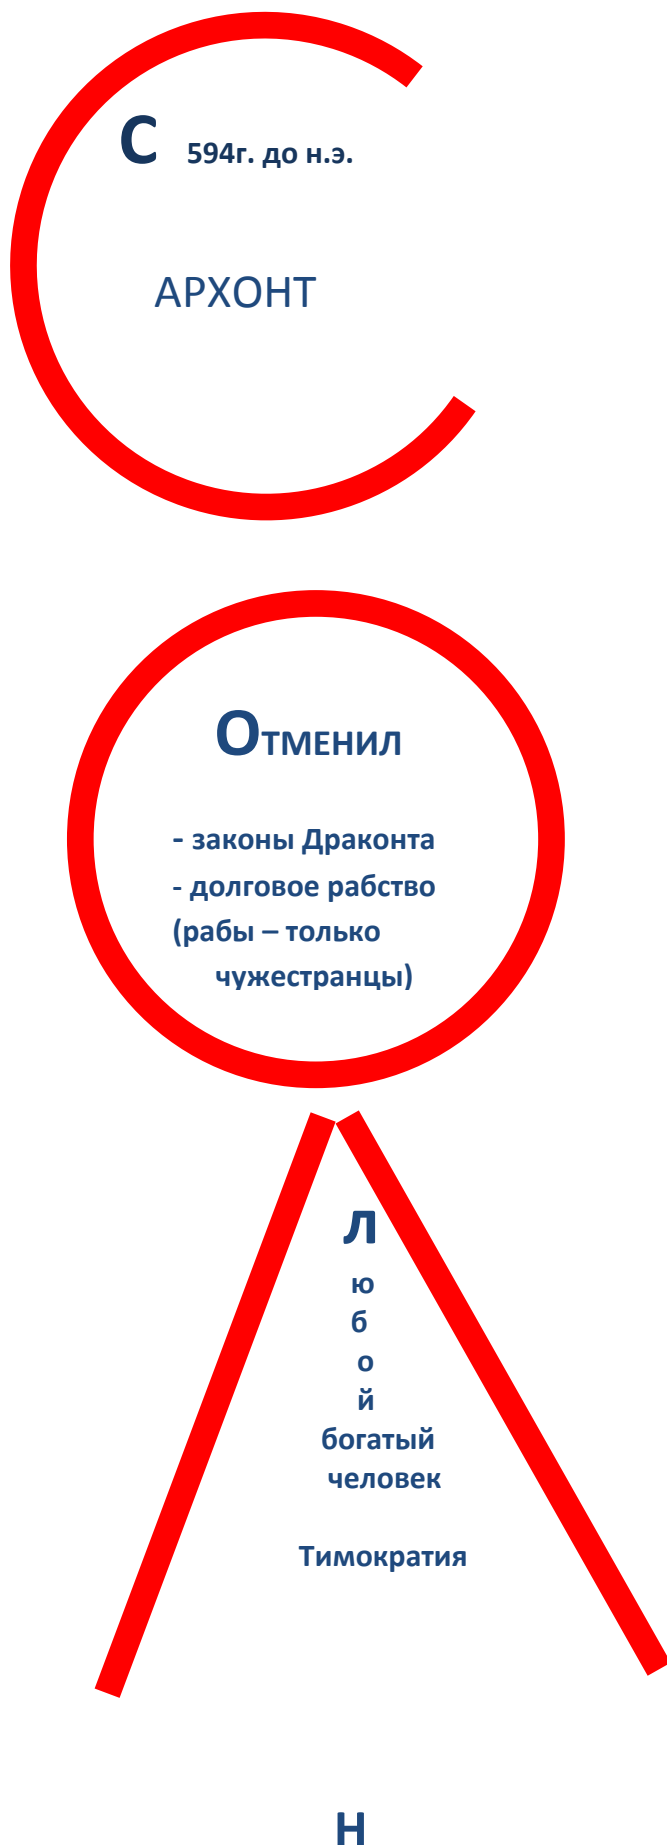 С 594г. до н.э.
АРХОНТ
Отменил
- законы Драконта
- долговое рабство
(рабы – только
чужестранцы)
Л
ю
б
о
й
богатый
человек
Тимократия
Н